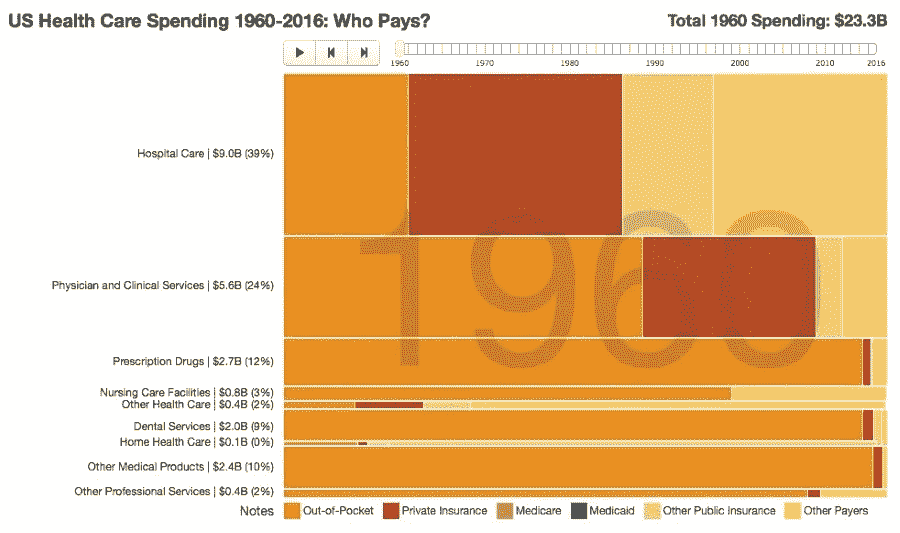 US Health Care Spending 1960-2016: Who Pays?
Total 1960 Spending: $23.3B
1960 1970 1980 1990 2000 2010 2016
1960
Hospital Care | $9.0B (39%)
Physician and Clinical Services | $5.6B (24%)
Prescription Drugs | $2.7B (12%)
Nursing Care Facilities | $0.8B (3%)
Other Health Care | $0.4B (2%)
Dental Services | $2.0B (9%)
Home Health Care | $0.1B (0%)
Other Medical Products | $2.4B (10%)
Other Professional Services | $0.4B (2%)
Notes Out-of-Pocket Private Insurance Medicare Medicaid Other Public Insurance Other Payers